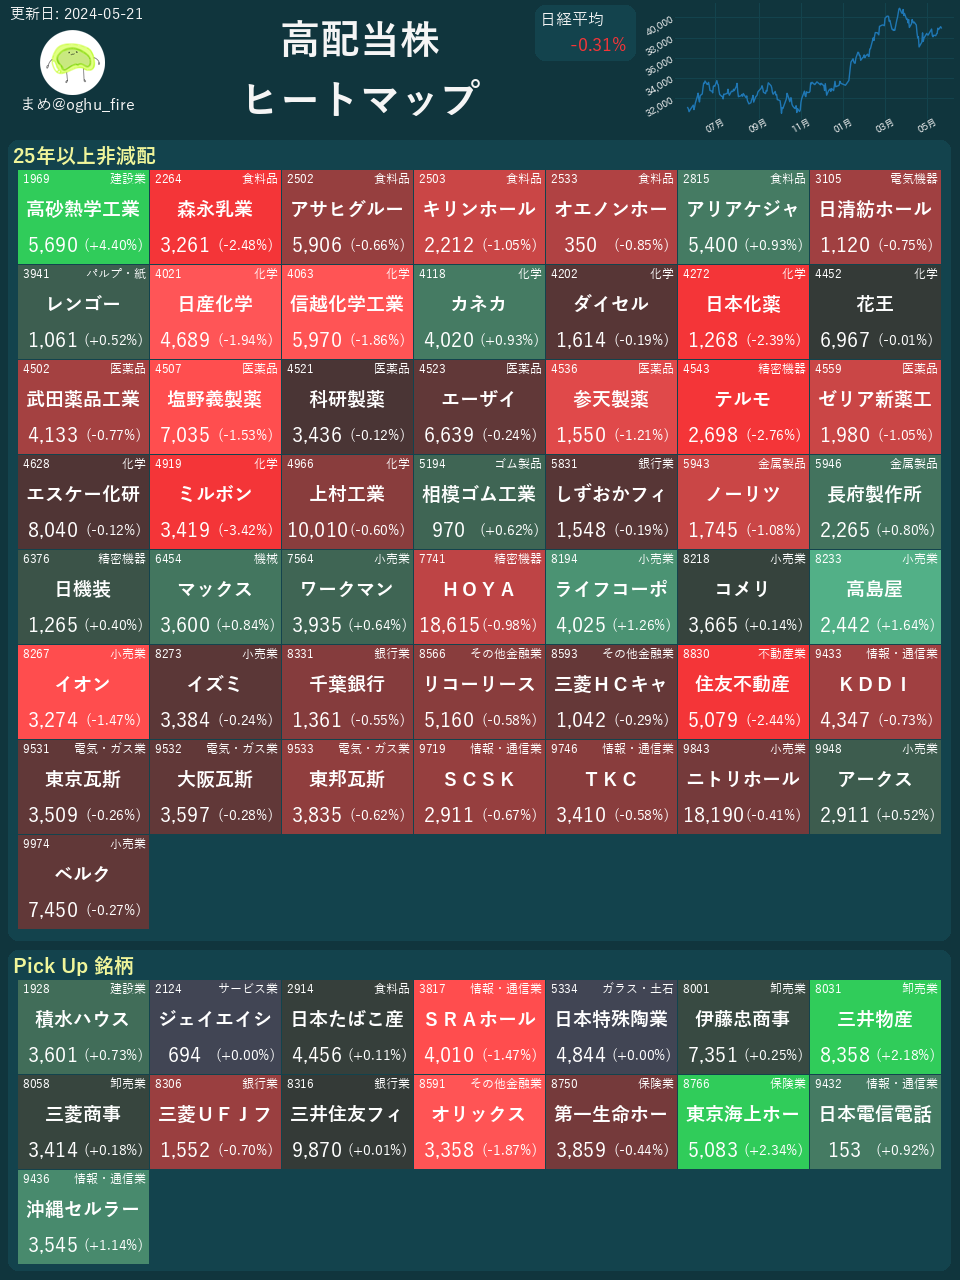 更新日: 2024-05-21
まめ@oghu_fire
高配当株
ヒートマップ
日経平均
-0.31%
40,000
38,000
36,000
34,000
32,000
07月 09月 11月 01月 03月 05月
25年以上非減配
1969 建設業 2264 食料品 2502 食料品 2503 食料品 2533 食料品 2815 食料品 3105 電気機器
高砂熱学工業 森永乳業 アサヒグルー キリンホール オエノンホー アリアケジャ 日清紡ホール
5,690 (+4.40%) 3,261 (-2.48%) 5,906 (-0.66%) 2,212 (-1.05%) 350 (-0.85%) 5,400 (+0.93%) 1,120 (-0.75%)
3941 パルプ・紙 4021 化学 4063 化学 4118 化学 4202 化学 4272 化学 4452 化学
レンゴー 日産化学 信越化学工業 カネカ ダイセル 日本化薬 花王
1,061 (+0.52%) 4,689 (-1.94%) 5,970 (-1.86%) 4,020 (+0.93%) 1,614 (-0.19%) 1,268 (-2.39%) 6,967 (-0.01%)
4502 医薬品 4507 医薬品 4521 医薬品 4523 医薬品 4536 医薬品 4543 精密機器 4559 医薬品
武田薬品工業 塩野義製薬 科研製薬 エーザイ 参天製薬 テルモ ゼリア新薬工
4,133 (-0.77%) 7,035 (-1.53%) 3,436 (-0.12%) 6,639 (-0.24%) 1,550 (-1.21%) 2,698 (-2.76%) 1,980 (-1.05%)
4628 化学 4919 化学 4966 化学 5194 ゴム製品 5831 銀行業 5943 金属製品 5946 金属製品
エスケー化研 ミルボン 上村工業 相模ゴム工業 しずおかフィ ノーリツ 長府製作所
8,040 (-0.12%) 3,419 (-3.42%) 10,010 (-0.60%) 970 (+0.62%) 1,548 (-0.19%) 1,745 (-1.08%) 2,265 (+0.80%)
6376 精密機器 6454 機械 7564 小売業 7741 精密機器 8194 小売業 8218 小売業 8233 小売業
日機装 マックス ワークマン ＨＯＹＡ ライフコーポ コメリ 高島屋
1,265 (+0.40%) 3,600 (+0.84%) 3,935 (+0.64%) 18,615 (-0.98%) 4,025 (+1.26%) 3,665 (+0.14%) 2,442 (+1.64%)
8267 小売業 8273 小売業 8331 銀行業 8566 その他金融業 8593 その他金融業 8830 不動産業 9433 情報・通信業
イオン イズミ 千葉銀行 リコーリース 三菱ＨＣキャ 住友不動産 ＫＤＤＩ
3,274 (-1.47%) 3,384 (-0.24%) 1,361 (-0.55%) 5,160 (-0.58%) 1,042 (-0.29%) 5,079 (-2.44%) 4,347 (-0.73%)
9531 電気・ガス業 9532 電気・ガス業 9533 電気・ガス業 9719 情報・通信業 9746 情報・通信業 9843 小売業 9948 小売業
東京瓦斯 大阪瓦斯 東邦瓦斯 ＳＣＳＫ ＴＫＣ ニトリホール アークス
3,509 (-0.26%) 3,597 (-0.28%) 3,835 (-0.62%) 2,911 (-0.67%) 3,410 (-0.58%) 18,190 (-0.41%) 2,911 (+0.52%)
9974 小売業
ベルク
7,450 (-0.27%)
Pick Up 銘柄
1928 建設業 2124 サービス業 2914 食料品 3817 情報・通信業 5334 ガラス・土石 8001 卸売業 8031 卸売業
積水ハウス ジェイエイシ 日本たばこ産 ＳＲＡホール 日本特殊陶業 伊藤忠商事 三井物産
3,601 (+0.73%) 694 (+0.00%) 4,456 (+0.11%) 4,010 (-1.47%) 4,844 (+0.00%) 7,351 (+0.25%) 8,358 (+2.18%)
8058 卸売業 8306 銀行業 8316 銀行業 8591 その他金融業 8750 保険業 8766 保険業 9432 情報・通信業
三菱商事 三菱ＵＦＪフ 三井住友フィ オリックス 第一生命ホー 東京海上ホー 日本電信電話
3,414 (+0.18%) 1,552 (-0.70%) 9,870 (+0.01%) 3,358 (-1.87%) 3,859 (-0.44%) 5,083 (+2.34%) 153 (+0.92%)
9436 情報・通信業
沖縄セルラー
3,545 (+1.14%)